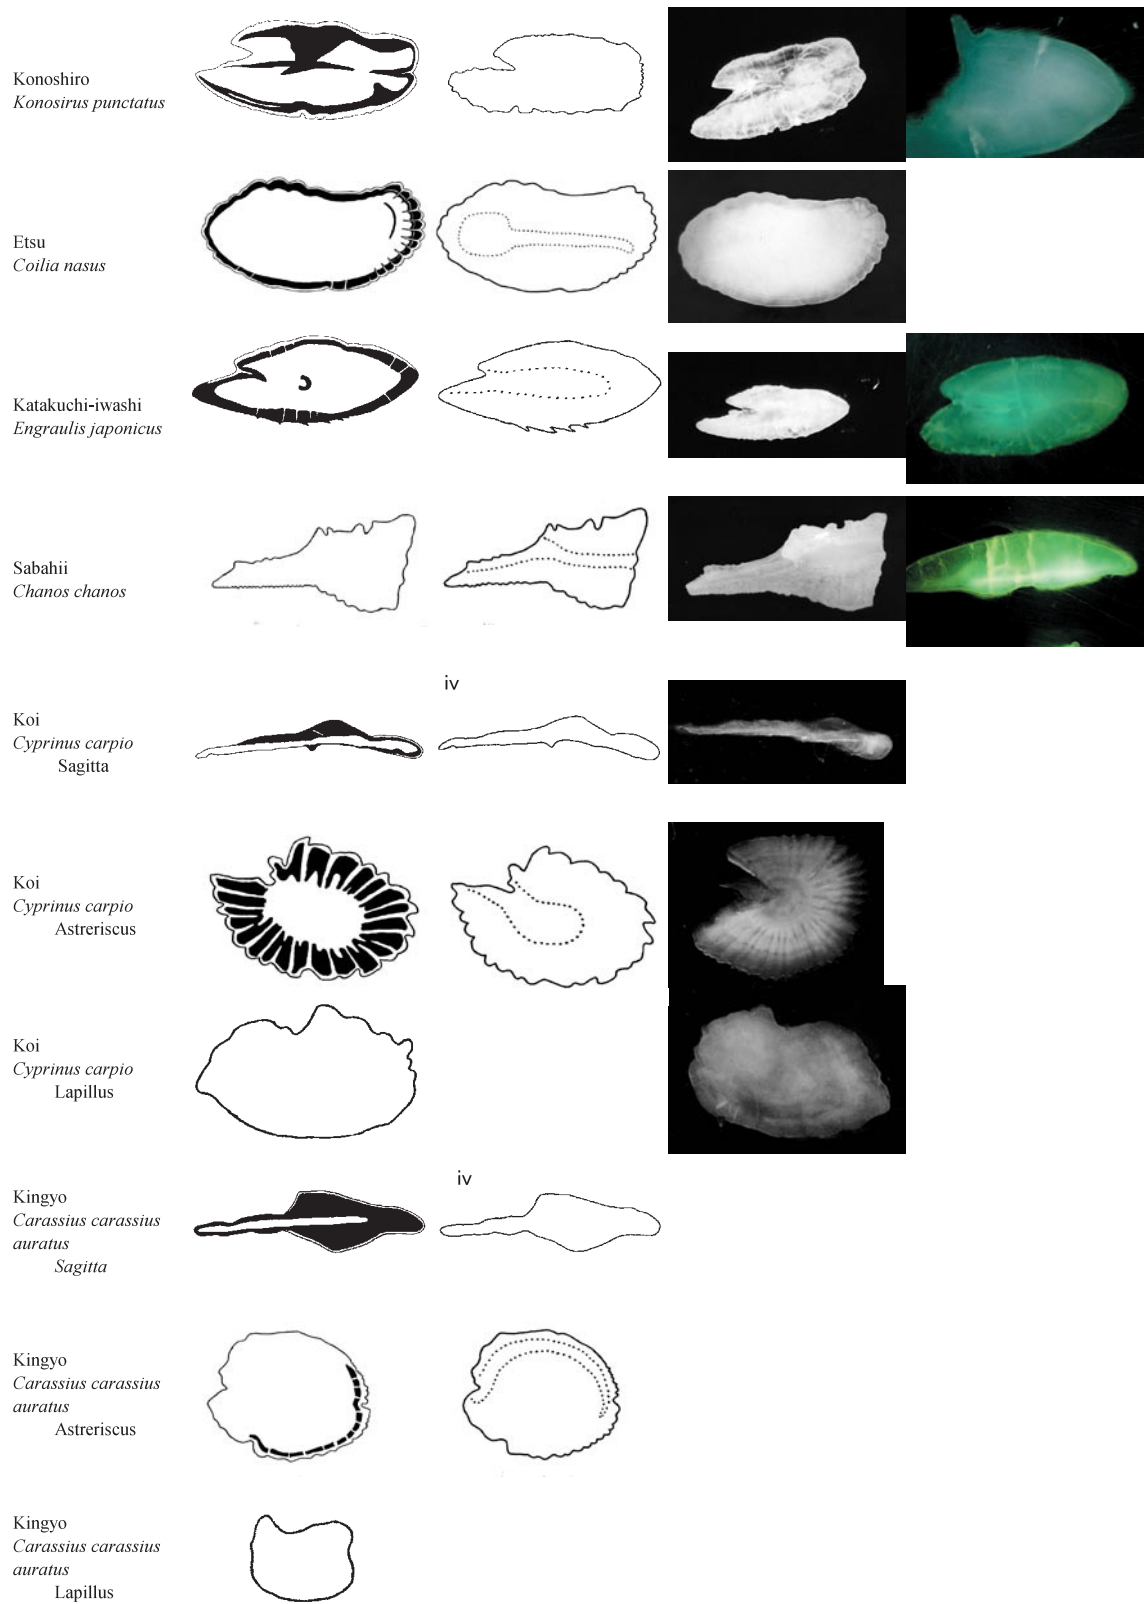 Konoshiro
Konosirus punctatus
Etsu
Coilia nasus
Katakuchi-iwashi
Engraulis japonicus
Sabahii
Chanos chanos
iv
Koi
Cyprinus carpio
Sagitta
Koi
Cyprinus carpio
Astreriscus
Koi
Cyprinus carpio
Lapillus
iv
Kingyo
Carassius carassius
auratus
Sagitta
Kingyo
Carassius carassius
auratus
Astreriscus
Kingyo
Carassius carassius
auratus
Lapillus